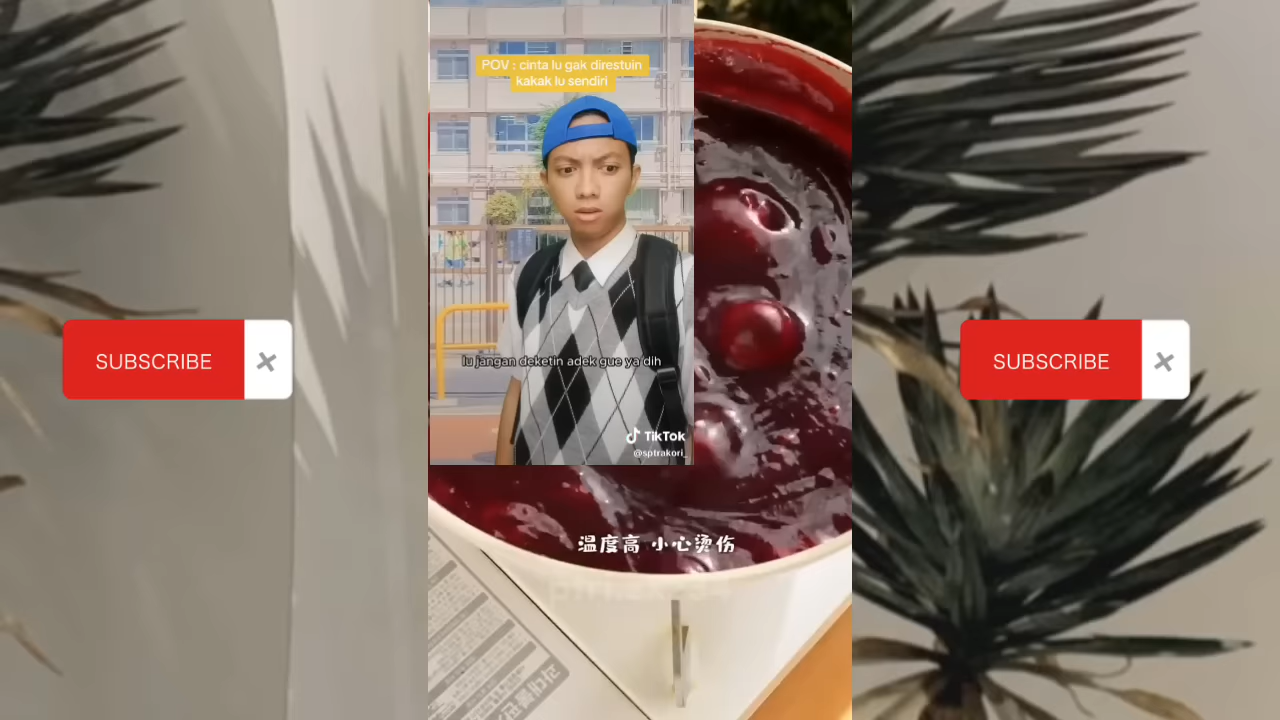 POV : cinta lu gak direstuin
kakak lu sendiri
lu jangan deketin adek gue ya dih
TikTok
@sptrakori_
SUBSCRIBE
SUBSCRIBE
温度高 小心烫伤